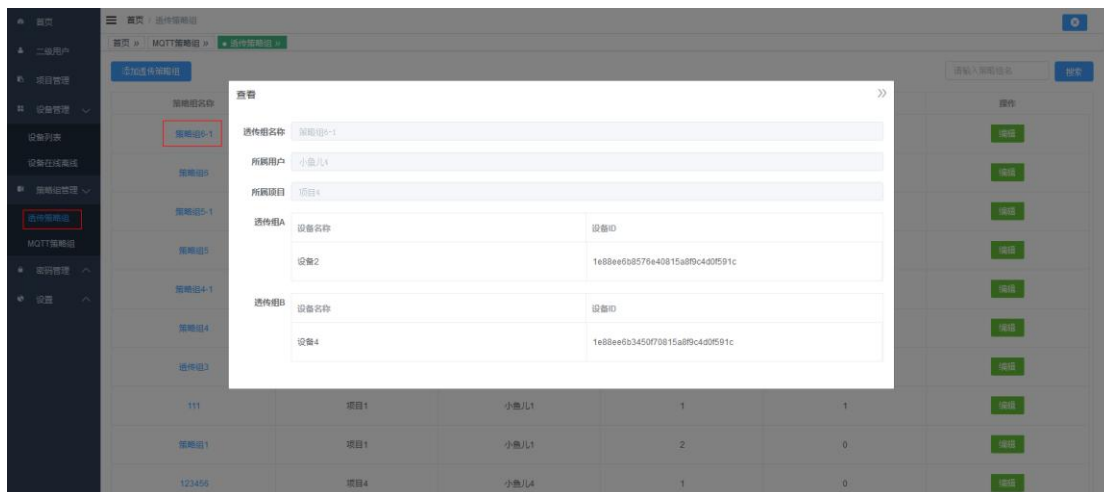 首页
二级用户
项目管理
设备管理
设备列表
设备在线离线
策略组管理
透传策略组
MQTT策略组
密码管理
设置
首页 / 透传策略组
首页 MQTT策略组 透传策略组
添加透传策略组 请输入策略组名 搜索
策略组名称 操作
策略组6-1 编辑
策略组6 编辑
策略组5-1 编辑
策略组5 编辑
策略组4-1 编辑
策略组4 编辑
透传组3 编辑
111 项目1 小鱼儿1 1 1 编辑
策略组1 项目1 小鱼儿1 2 0 编辑
123456 项目4 小鱼儿4 1 0 编辑
查看
透传组名称 策略组6-1
所属用户 小鱼儿4
所属项目 项目4
透传组A 设备名称 设备ID
设备2 1e88ee6b8576e40815a8f9c4d0f591c
透传组B 设备名称 设备ID
设备4 1e88ee6b3450f70815a8f9c4d0f591c